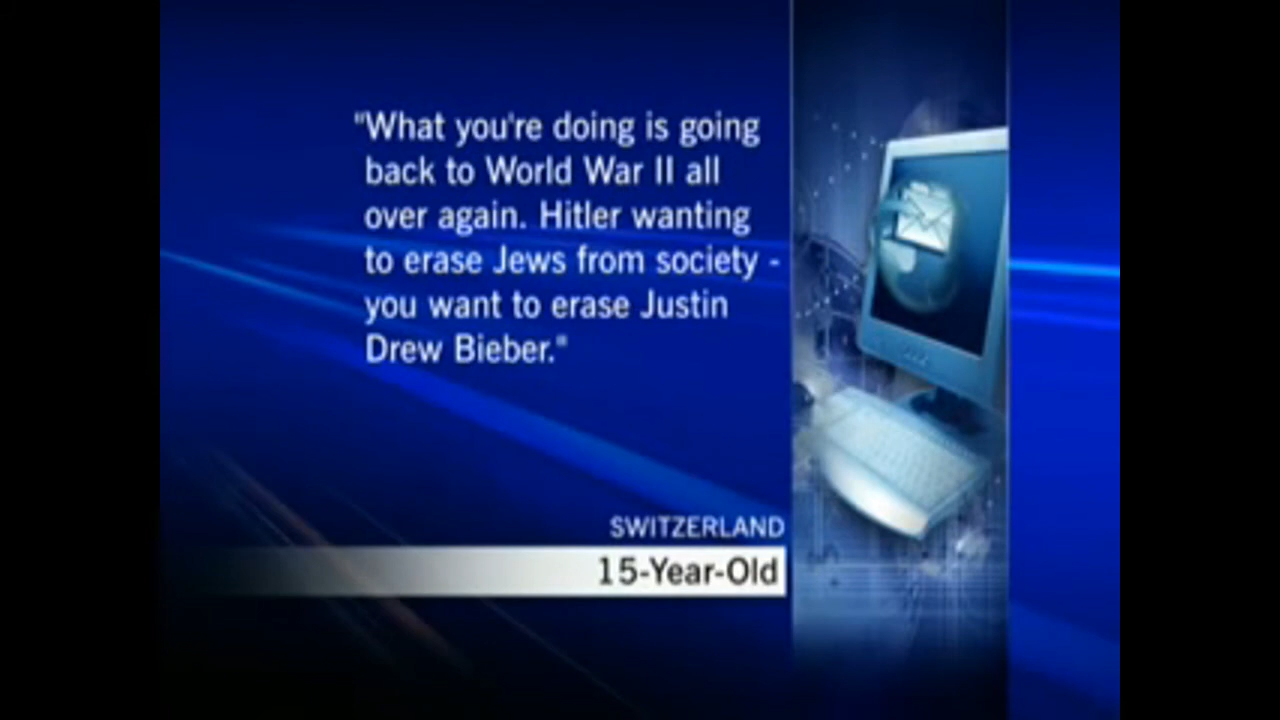 "What you're doing is going
back to World War II all
over again. Hitler wanting
to erase Jews from society -
you want to erase Justin
Drew Bieber."
SWITZERLAND
15-Year-Old